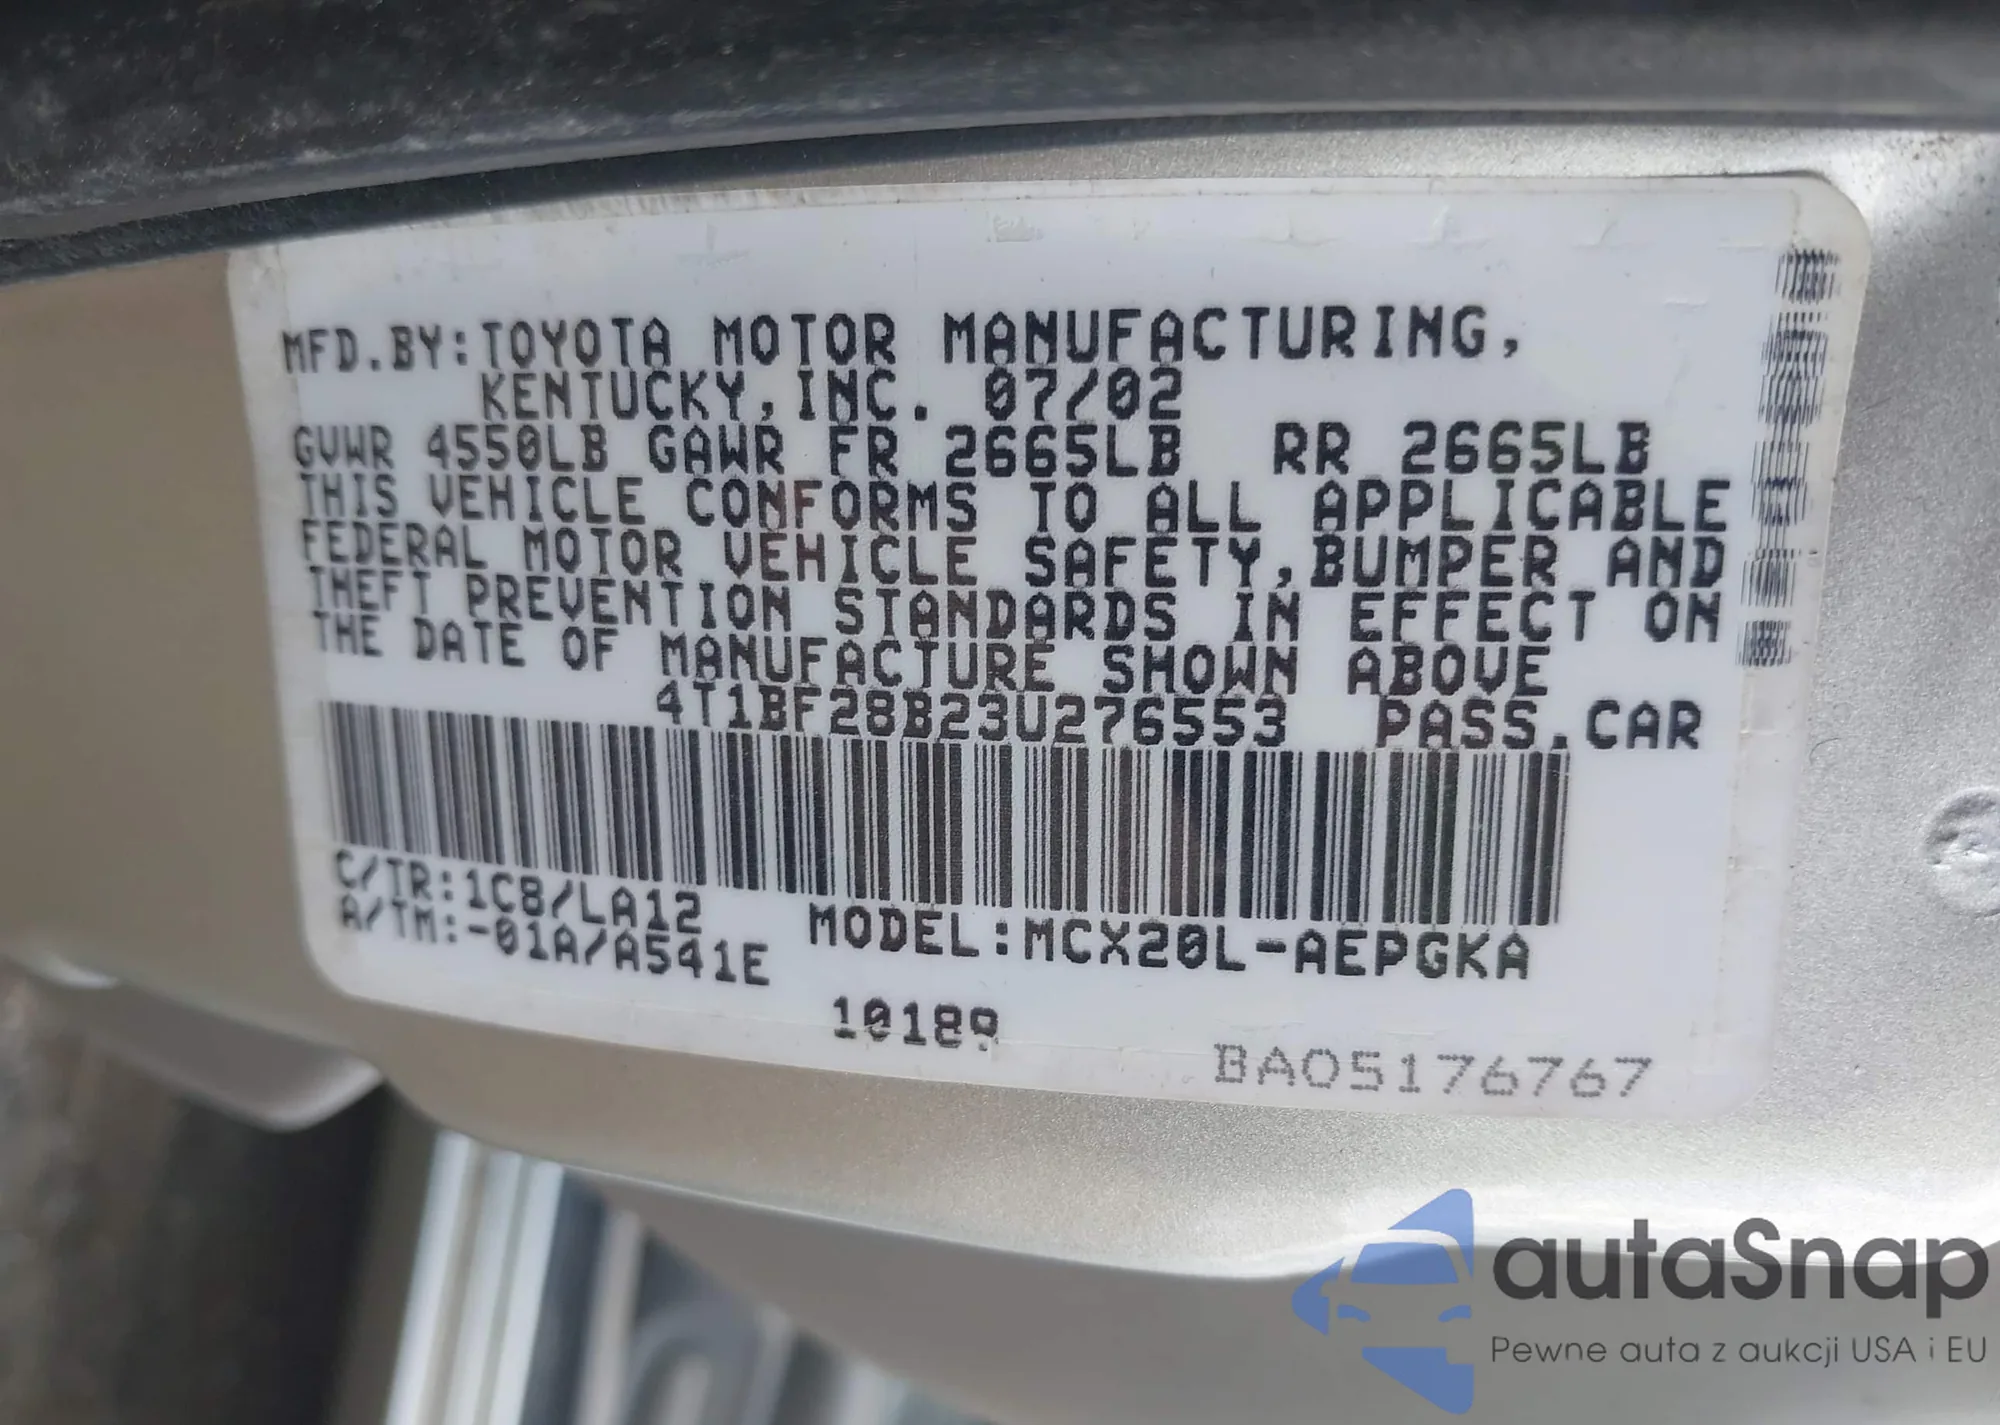 MFD.BY:TOYOTA MOTOR MANUFACTURING,
KENTUCKY,INC. 07/02
GVWR 4550LB GAWR FR 2665LB RR 2665LB
THIS VEHICLE CONFORMS TO ALL APPLICABLE
FEDERAL MOTOR VEHICLE SAFETY,BUMPER AND
THEFT PREVENTION STANDARDS IN EFFECT ON
THE DATE OF MANUFACTURE SHOWN ABOVE
4T1BF28B23U276553 PASS.CAR
C/TR:1C8/LA12
A/TM:-01A/A541E MODEL:MCX20L-AEPGKA
10189
BA05176767
autaSnap
Pewne auta z aukcji USA i EU